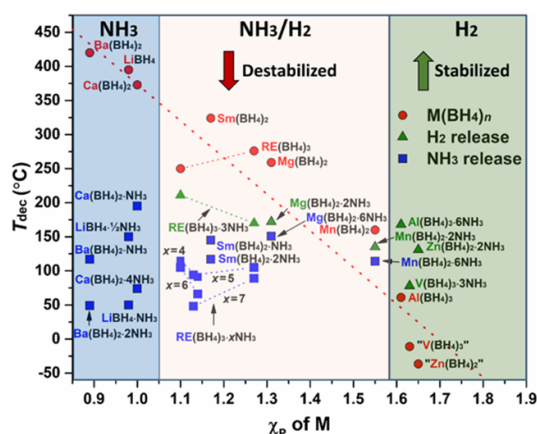 NH3
NH3/H2
H2
Destabilized
Stabilized
M(BH4)n
H2 release
NH3 release
Ba(BH4)2
LiBH4
Ca(BH4)2
Sm(BH4)2
RE(BH4)3
Mg(BH4)2
Ca(BH4)2·NH3
LiBH4·½NH3
Ba(BH4)2·NH3
Ca(BH4)2·4NH3
LiBH4·NH3
Ba(BH4)2·2NH3
Mg(BH4)2·2NH3
Mg(BH4)2·6NH3
RE(BH4)3·3NH3
Mn(BH4)2
Sm(BH4)2·NH3
Sm(BH4)2·2NH3
x=4
x=5
x=6
x=7
RE(BH4)3·xNH3
Al(BH4)3·6NH3
Mn(BH4)2·2NH3
Zn(BH4)2·2NH3
Mn(BH4)2·6NH3
V(BH4)3·3NH3
Al(BH4)3
"V(BH4)3"
"Zn(BH4)2"
Tdec (°C)
450
400
350
300
250
200
150
100
50
0
-50
0.9 1.0 1.1 1.2 1.3 1.4 1.5 1.6 1.7 1.8 1.9
χP of M